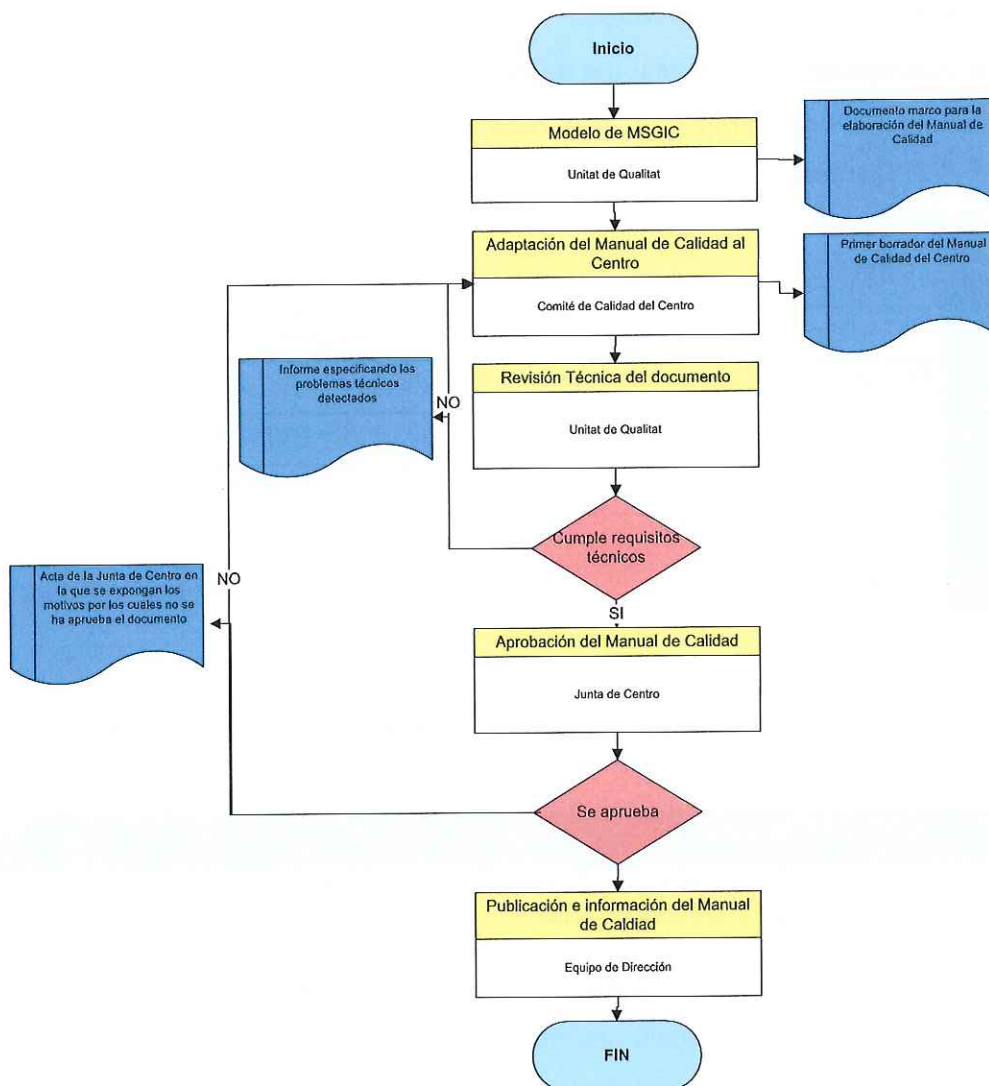 Inicio
Documento marco para la
elaboración del Manual de
Calidad
Modelo de MSGIC
Unitat de Qualitat
Adaptación del Manual de Calidad al
Centro
Comité de Calidad del Centro
Primer borrador del Manual
de Calidad del Centro
Informe especificando los
problemas técnicos
detectados
NO
Revisión Técnica del documento
Unitat de Qualitat
Cumple requisitos
técnicos
SI
Acta de la Junta de Centro en
la que se expongan los
motivos por los cuales no se
ha aprueba el documento
NO
Aprobación del Manual de Calidad
Junta de Centro
Se aprueba
Publicación e información del Manual
de Caldiad
Equipo de Dirección
FIN